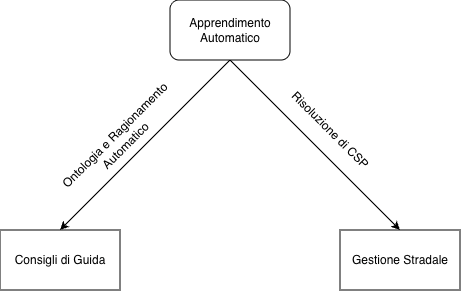 Apprendimento
Automatico
Ontologia e Ragionamento
Automatico
Risoluzione di CSP
Consigli di Guida
Gestione Stradale